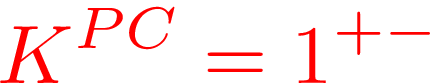 K^{PC} = 1^{+-}